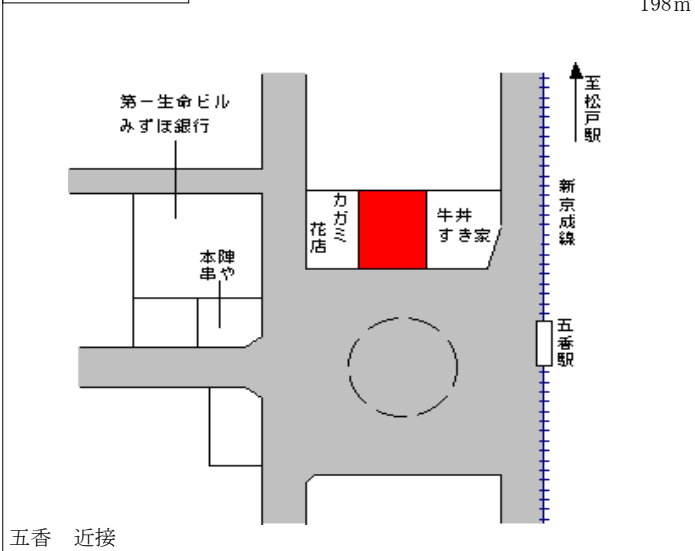 198㎡
第一生命ビル
みずほ銀行
至松戸駅
新京成線
カガミ
花店
牛丼
すき家
本陣
串や
五香駅
五香　近接